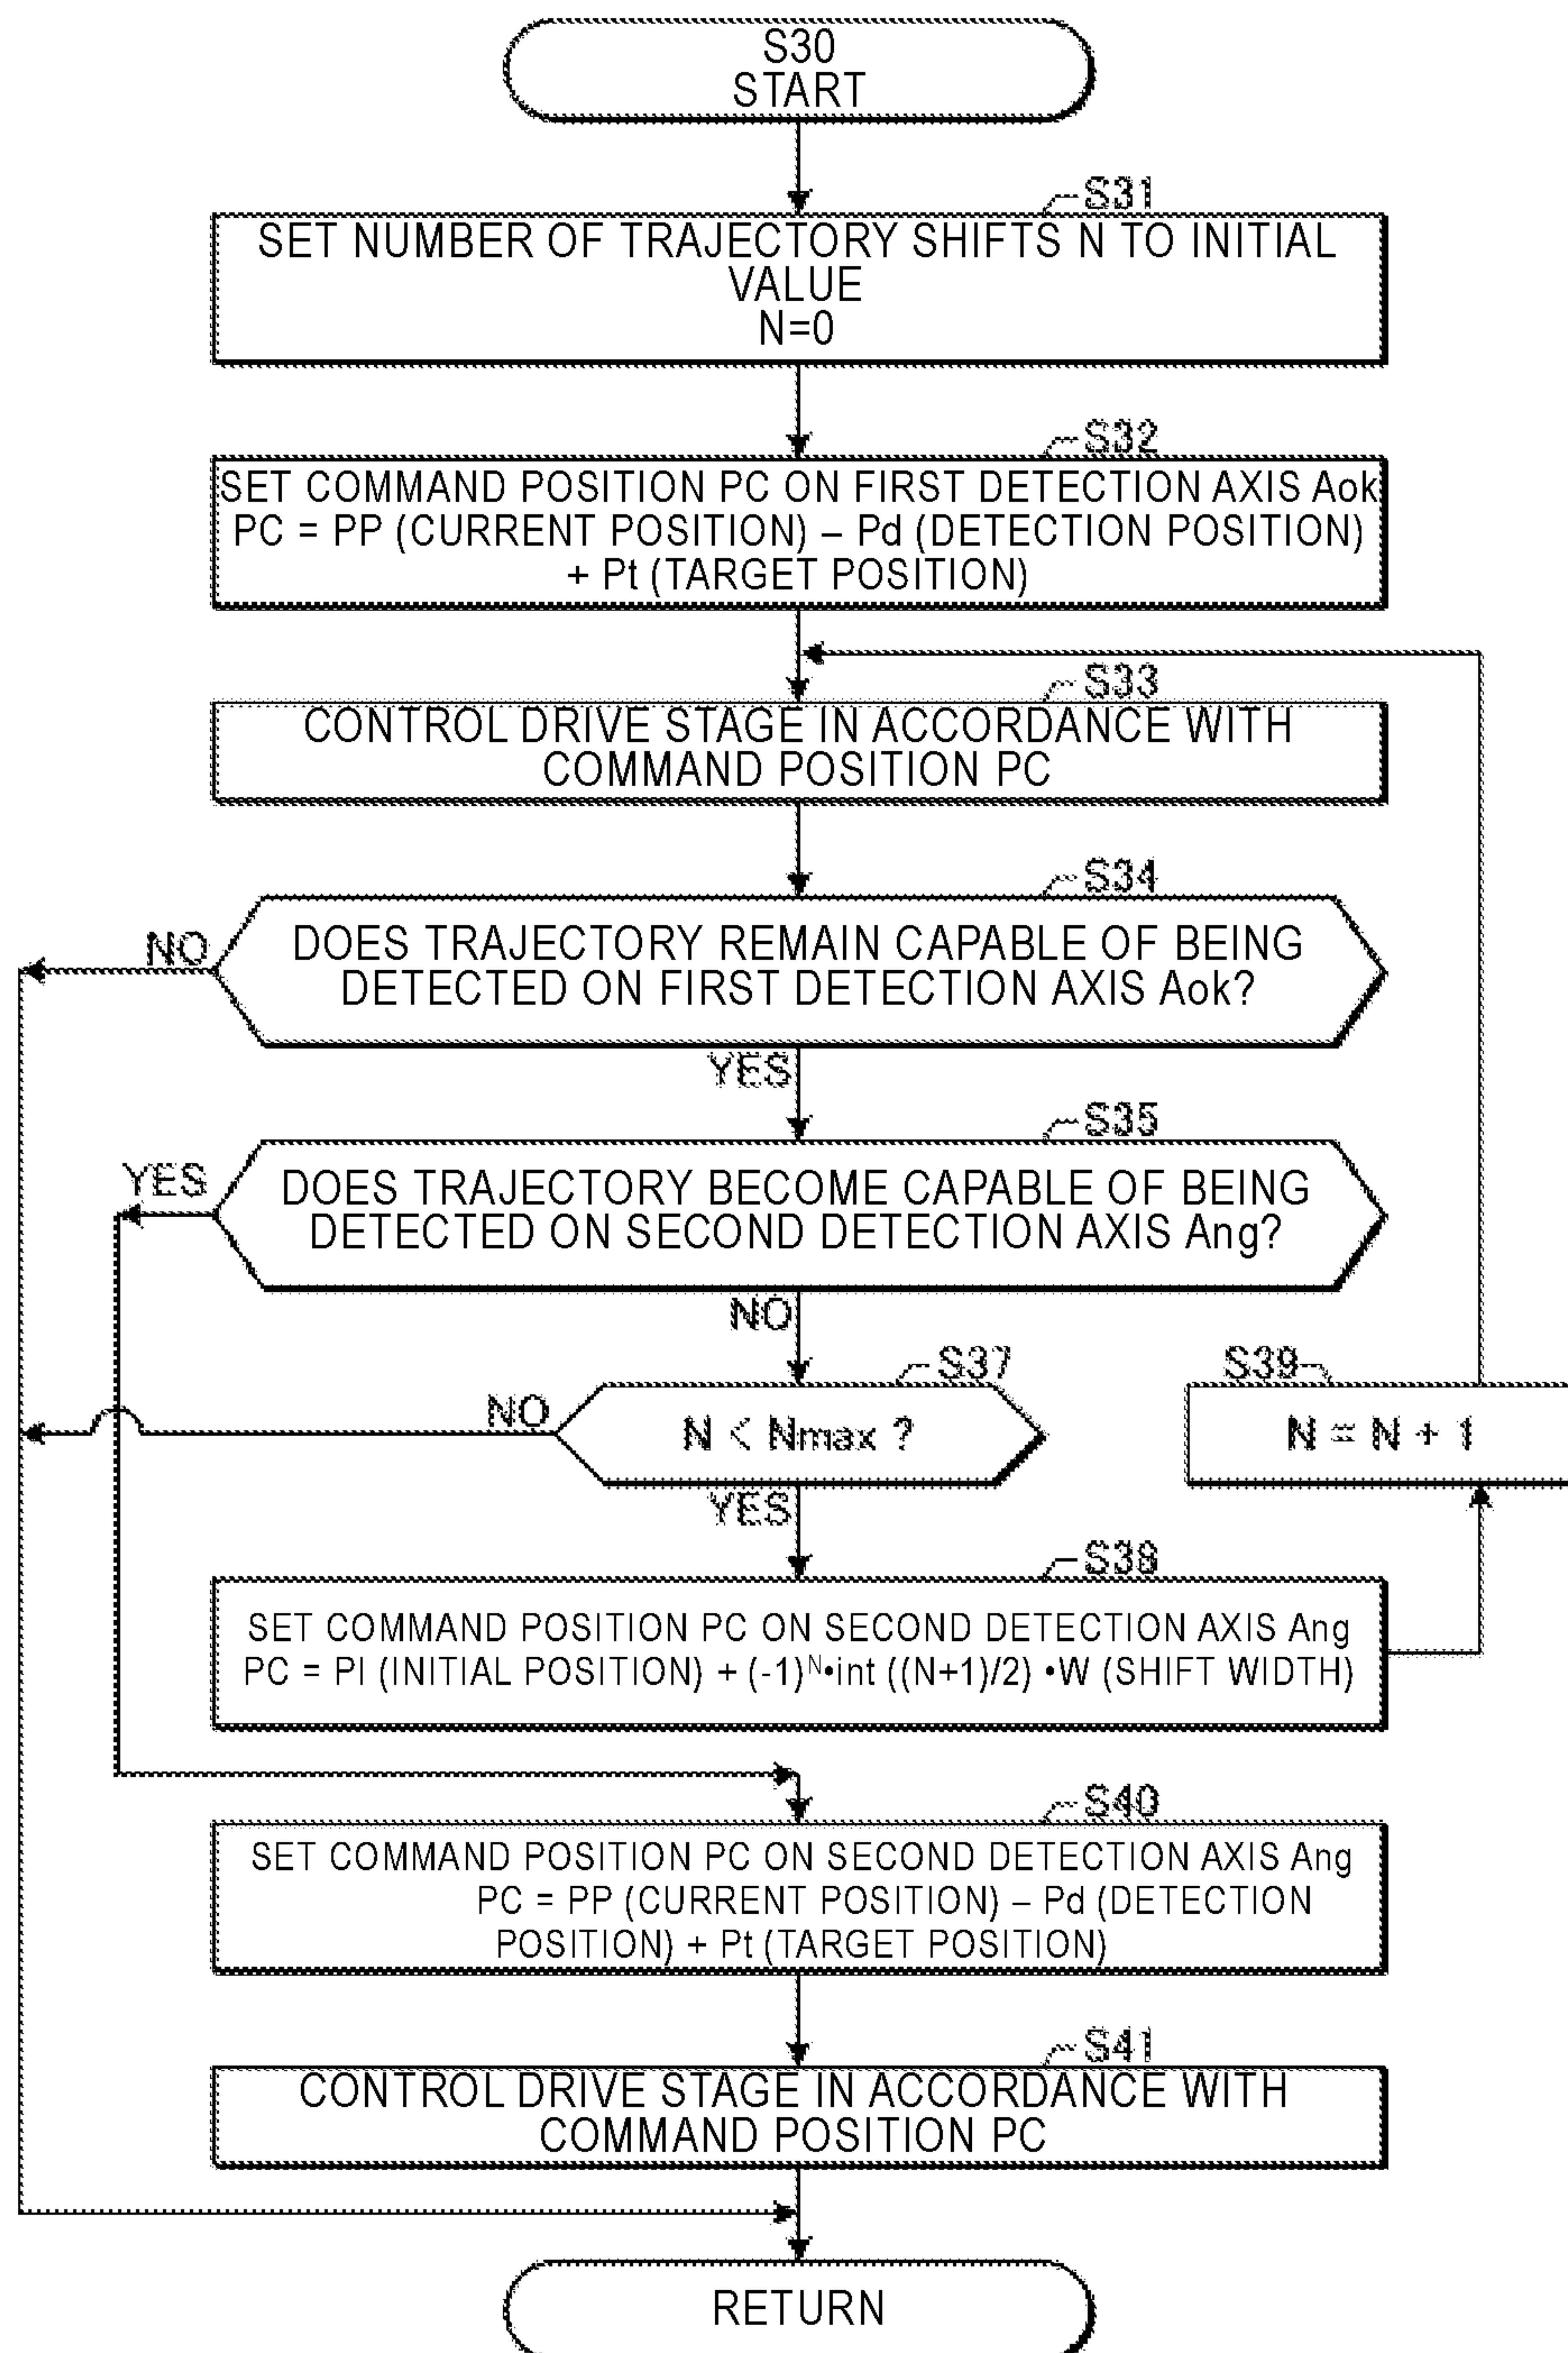 S30
START
S31
SET NUMBER OF TRAJECTORY SHIFTS N TO INITIAL
VALUE
N=0
S32
SET COMMAND POSITION PC ON FIRST DETECTION AXIS Aok
PC = PP (CURRENT POSITION) – Pd (DETECTION POSITION)
+ Pt (TARGET POSITION)
S33
CONTROL DRIVE STAGE IN ACCORDANCE WITH
COMMAND POSITION PC
S34
NO
DOES TRAJECTORY REMAIN CAPABLE OF BEING
DETECTED ON FIRST DETECTION AXIS Aok?
YES
S35
YES
DOES TRAJECTORY BECOME CAPABLE OF BEING
DETECTED ON SECOND DETECTION AXIS Ang?
NO
S37
NO
N < Nmax ?
YES
S39
N = N + 1
S38
SET COMMAND POSITION PC ON SECOND DETECTION AXIS Ang
PC = PI (INITIAL POSITION) + (-1)ᴺ•int ((N+1)/2) •W (SHIFT WIDTH)
S40
SET COMMAND POSITION PC ON SECOND DETECTION AXIS Ang
PC = PP (CURRENT POSITION) – Pd (DETECTION
POSITION) + Pt (TARGET POSITION)
S41
CONTROL DRIVE STAGE IN ACCORDANCE WITH
COMMAND POSITION PC
RETURN